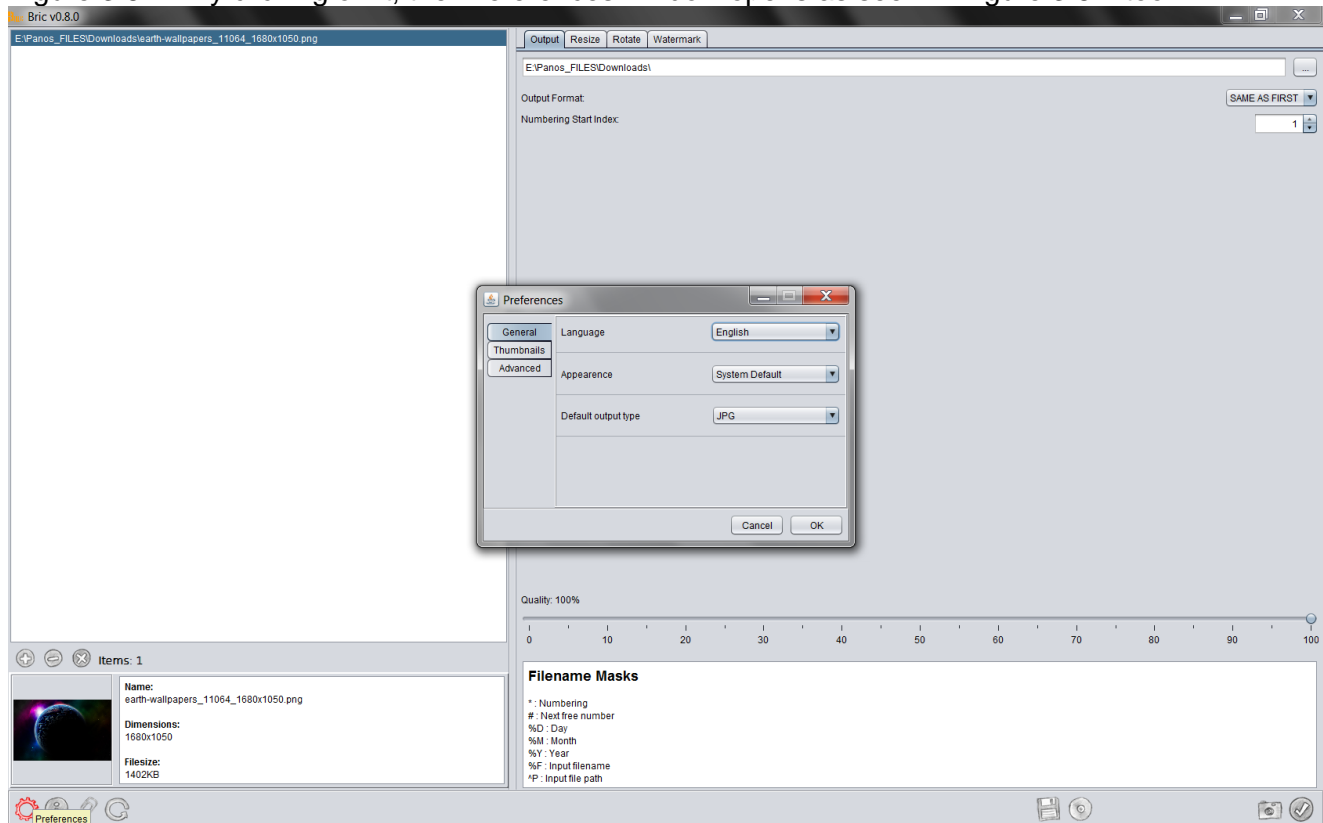 Bric v0.8.0
E:\Panos_FILES\Downloads\earth-wallpapers_11064_1680x1050.png
Output Resize Rotate Watermark
E:\Panos_FILES\Downloads\
...
Output Format:
SAME AS FIRST
Numbering Start Index:
1
Preferences
General
Thumbnails
Advanced
Language
English
Appearence
System Default
Default output type
JPG
Cancel
OK
Quality: 100%
0 10 20 30 40 50 60 70 80 90 100
Items: 1
Name:
earth-wallpapers_11064_1680x1050.png
Dimensions:
1680x1050
Filesize:
1402KB
Filename Masks
* : Numbering
# : Next free number
%D : Day
%M : Month
%Y : Year
%F : Input filename
^P : Input file path
Preferences